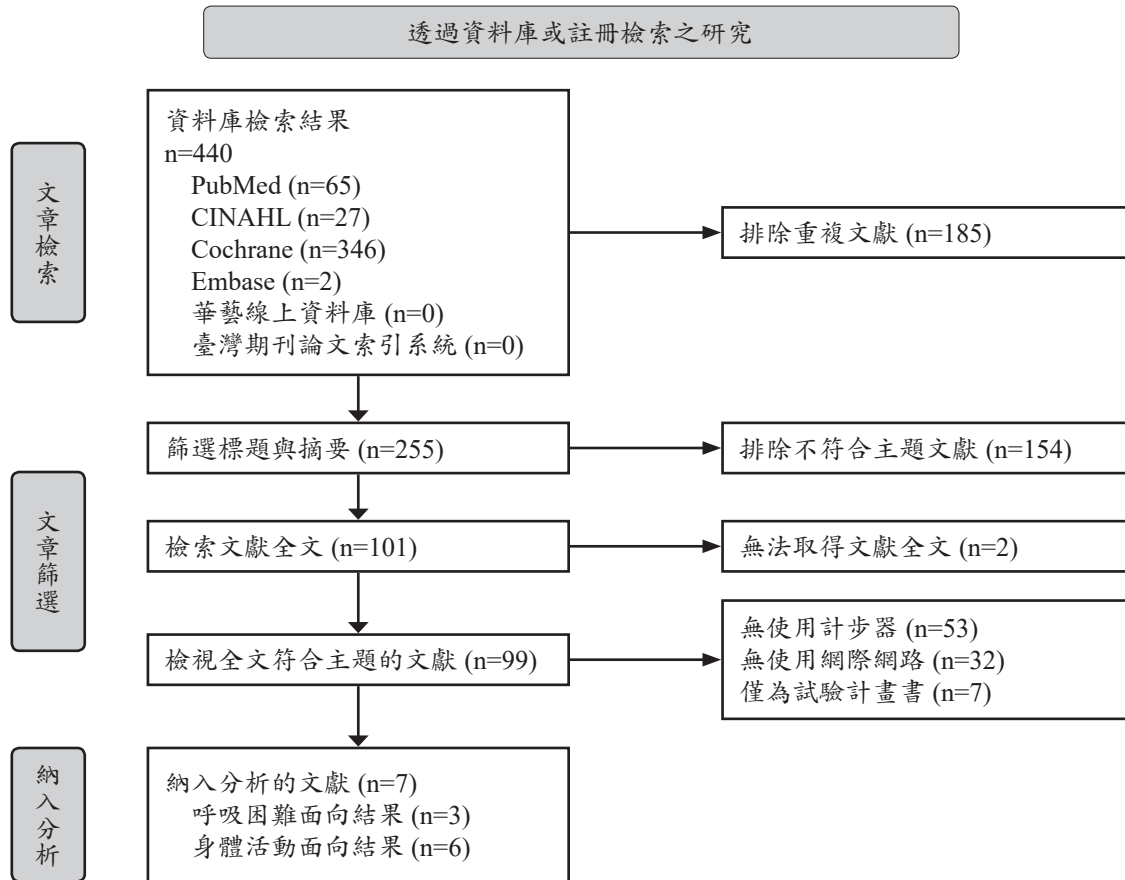 透過資料庫或註冊檢索之研究
文章檢索
資料庫檢索結果
n=440
PubMed (n=65)
CINAHL (n=27)
Cochrane (n=346)
Embase (n=2)
華藝線上資料庫 (n=0)
臺灣期刊論文索引系統 (n=0)
排除重複文獻 (n=185)
文章篩選
篩選標題與摘要 (n=255)
排除不符合主題文獻 (n=154)
檢索文獻全文 (n=101)
無法取得文獻全文 (n=2)
檢視全文符合主題的文獻 (n=99)
無使用計步器 (n=53)
無使用網際網路 (n=32)
僅為試驗計畫書 (n=7)
納入分析
納入分析的文獻 (n=7)
呼吸困難面向結果 (n=3)
身體活動面向結果 (n=6)